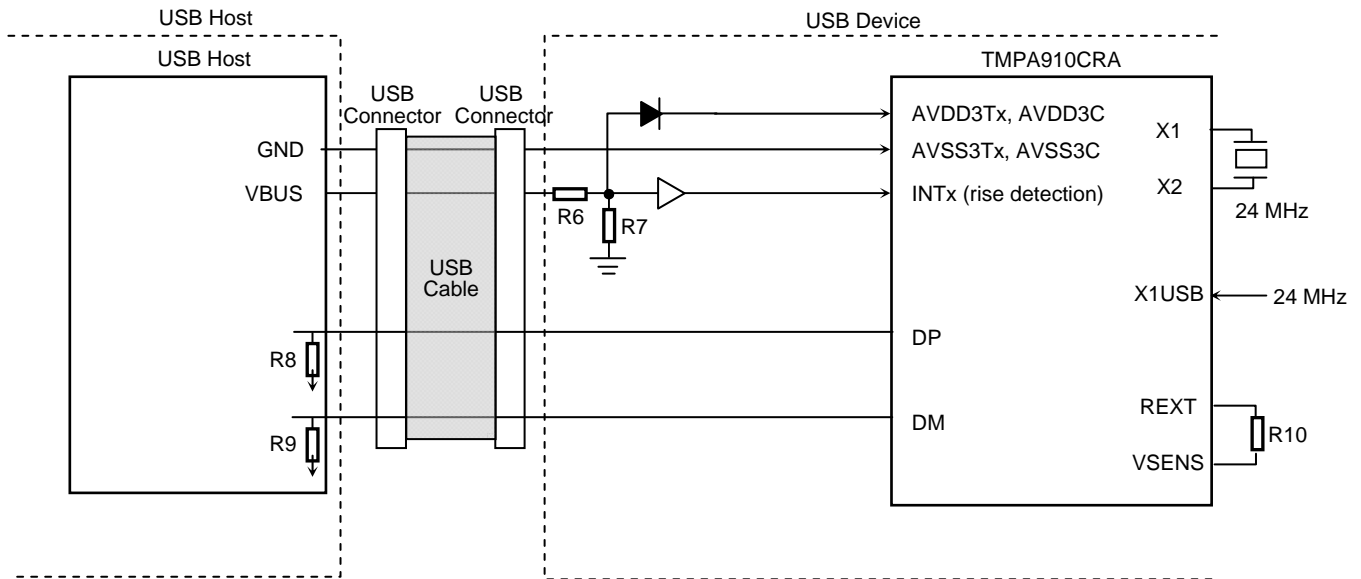 USB Host
USB Device
USB Host
TMPA910CRA
USB
Connector
USB
Connector
AVDD3Tx, AVDD3C
X1
GND
AVSS3Tx, AVSS3C
VBUS
INTx (rise detection)
X2
R6
R7
24 MHz
USB
Cable
X1USB
24 MHz
DP
R8
REXT
DM
R9
R10
VSENS